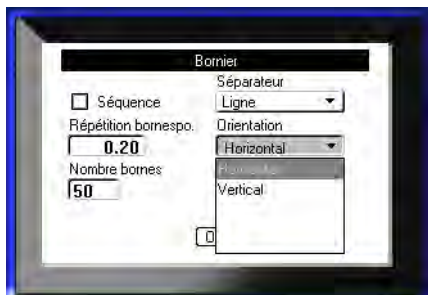 Bornier
Séparateur
Séquence
Ligne
Répétition bornespo.
Orientation
0.20
Horizontal
Nombre bornes
Horizontal
50
Vertical